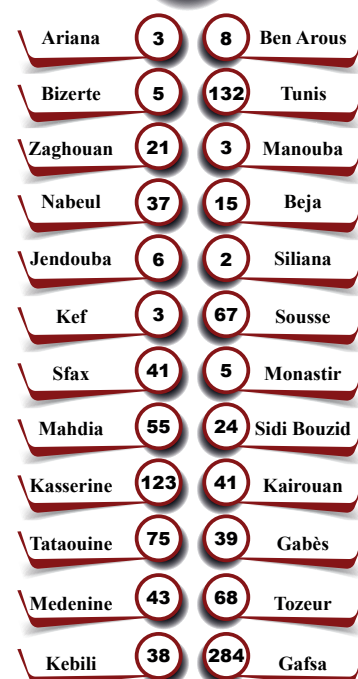 Ariana 3 8 Ben Arous
Bizerte 5 132 Tunis
Zaghouan 21 3 Manouba
Nabeul 37 15 Beja
Jendouba 6 2 Siliana
Kef 3 67 Sousse
Sfax 41 5 Monastir
Mahdia 55 24 Sidi Bouzid
Kasserine 123 41 Kairouan
Tataouine 75 39 Gabès
Medenine 43 68 Tozeur
Kebili 38 284 Gafsa